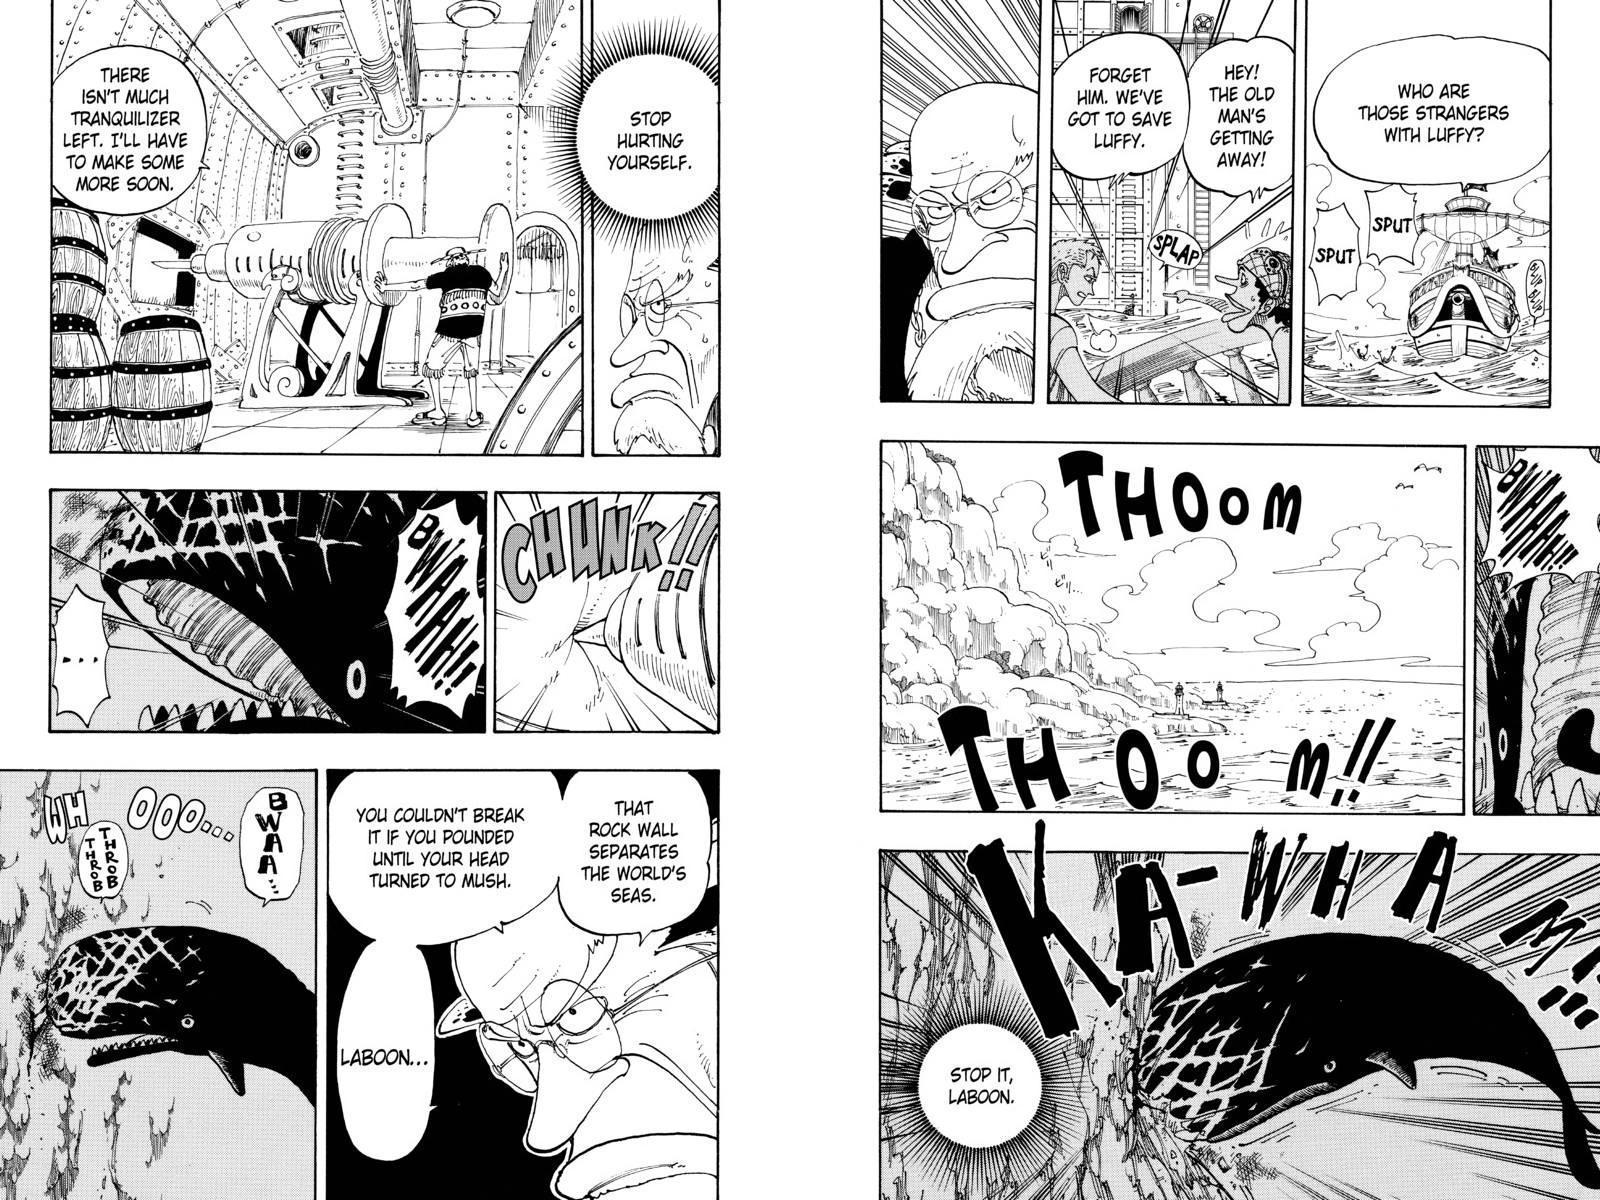 WHO ARE
THOSE STRANGERS
WITH LUFFY?
SPUT
SPUT
HEY!
THE OLD
MAN'S
GETTING
AWAY!
FORGET
HIM. WE'VE
GOT TO SAVE
LUFFY.
SPLAP
BWAAAH!!!
THOOM
THOOM!!
KA-WHAM!!!
STOP IT,
LABOON.
STOP
HURTING
YOURSELF.
THERE
ISN'T MUCH
TRANQUILIZER
LEFT. I'LL HAVE
TO MAKE SOME
MORE SOON.
CHUNK!!
BWAAH!!
...
THAT
ROCK WALL
SEPARATES
THE WORLD'S
SEAS.
YOU COULDN'T BREAK
IT IF YOU POUNDED
UNTIL YOUR HEAD
TURNED TO MUSH.
LABOON...
BWAA...
WHOOO...
THROB
THROB